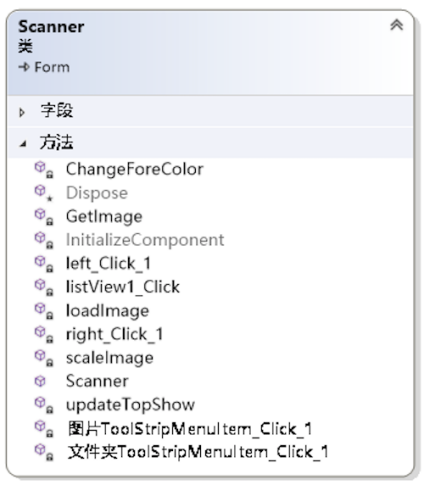 Scanner
类
Form
字段
方法
ChangeForeColor
Dispose
GetImage
InitializeComponent
left_Click_1
listView1_Click
loadImage
right_Click_1
scaleImage
Scanner
updateTopShow
图片ToolStripMenuItem_Click_1
文件夹ToolStripMenuItem_Click_1